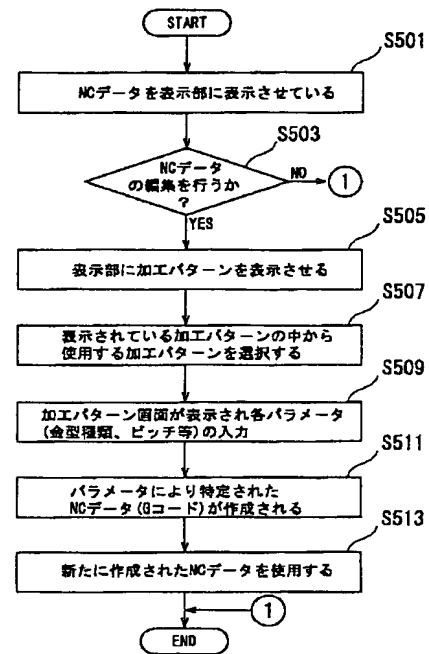 START
S501
NCデータを表示部に表示させている
S503
NCデータ
の編集を行うか
?
NO
1
YES
S505
表示部に加工パターンを表示させる
S507
表示されている加工パターンの中から
使用する加工パターンを選択する
S509
加工パターン画面が表示され各パラメータ
(金型種類、ピッチ等)の入力
S511
パラメータにより特定された
NCデータ(Gコード)が作成される
S513
新たに作成されたNCデータを使用する
1
END